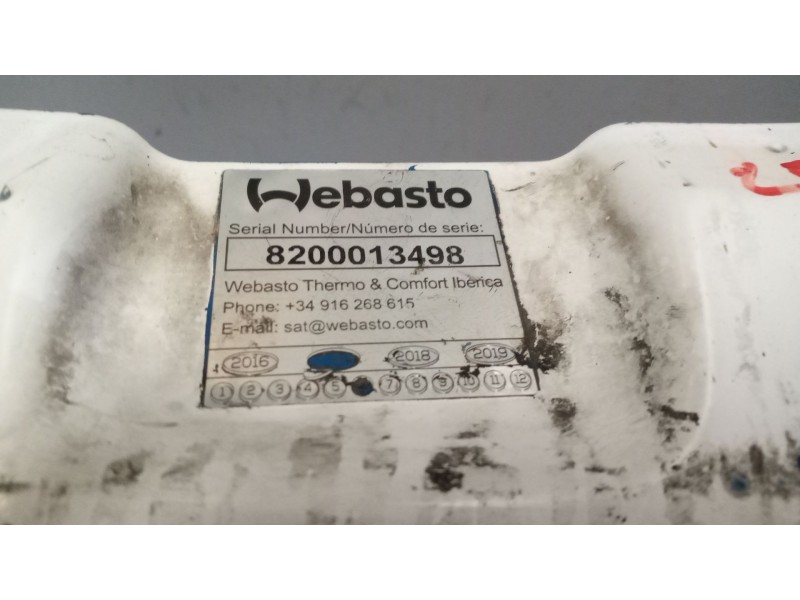 Webasto
Serial Number/Número de serie:
8200013498
Webasto Thermo & Comfort Ibérica
Phone: +34 916 268 615
E-mail: sat@webasto.com
2016 2018 2019
1 2 3 4 5 7 8 9 10 11 12